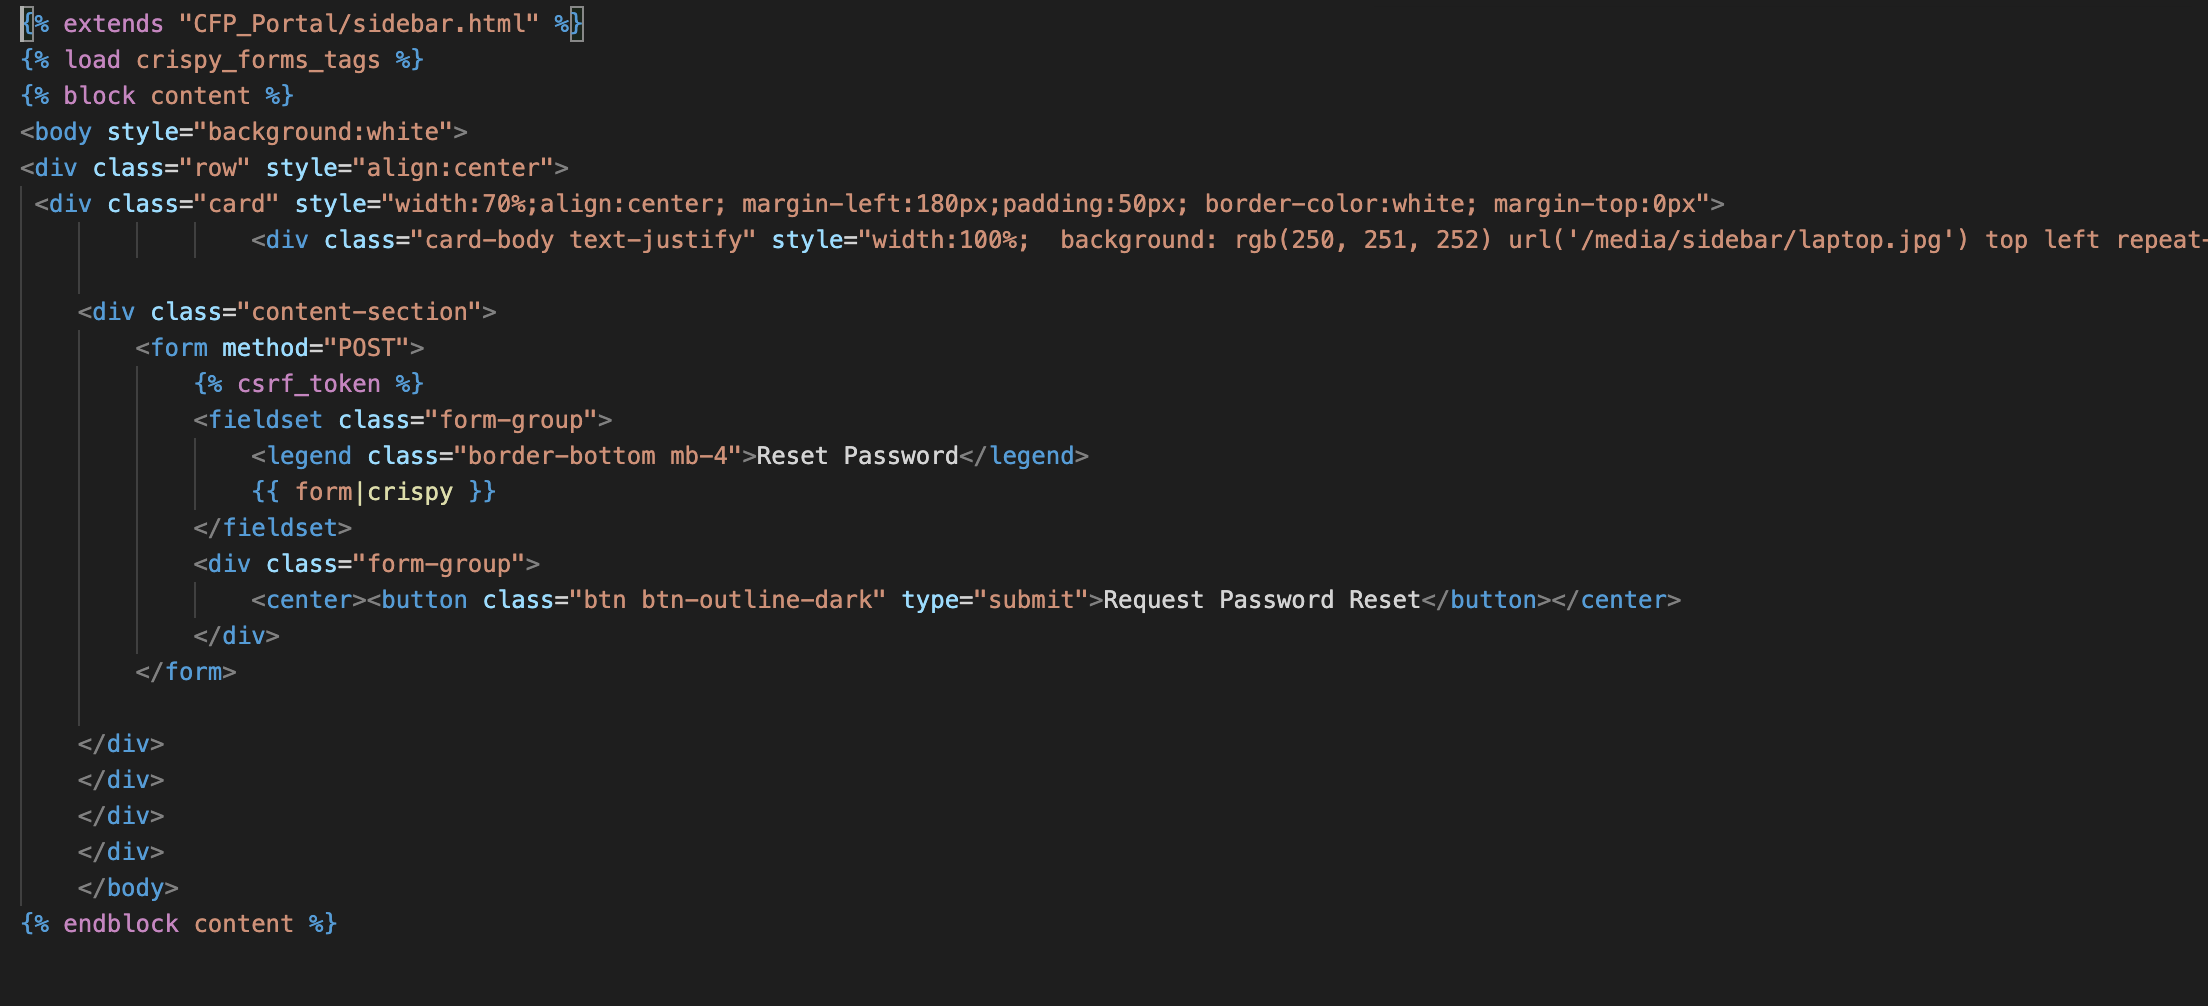 {% extends "CFP_Portal/sidebar.html" %}
{% load crispy_forms_tags %}
{% block content %}
<body style="background:white">
<div class="row" style="align:center">
<div class="card" style="width:70%;align:center; margin-left:180px;padding:50px; border-color:white; margin-top:0px">
<div class="card-body text-justify" style="width:100%;  background: rgb(250, 251, 252) url('/media/sidebar/laptop.jpg') top left repeat-
<div class="content-section">
<form method="POST">
{% csrf_token %}
<fieldset class="form-group">
<legend class="border-bottom mb-4">Reset Password</legend>
{{ form|crispy }}
</fieldset>
<div class="form-group">
<center><button class="btn btn-outline-dark" type="submit">Request Password Reset</button></center>
</div>
</form>
</div>
</div>
</div>
</div>
</body>
{% endblock content %}